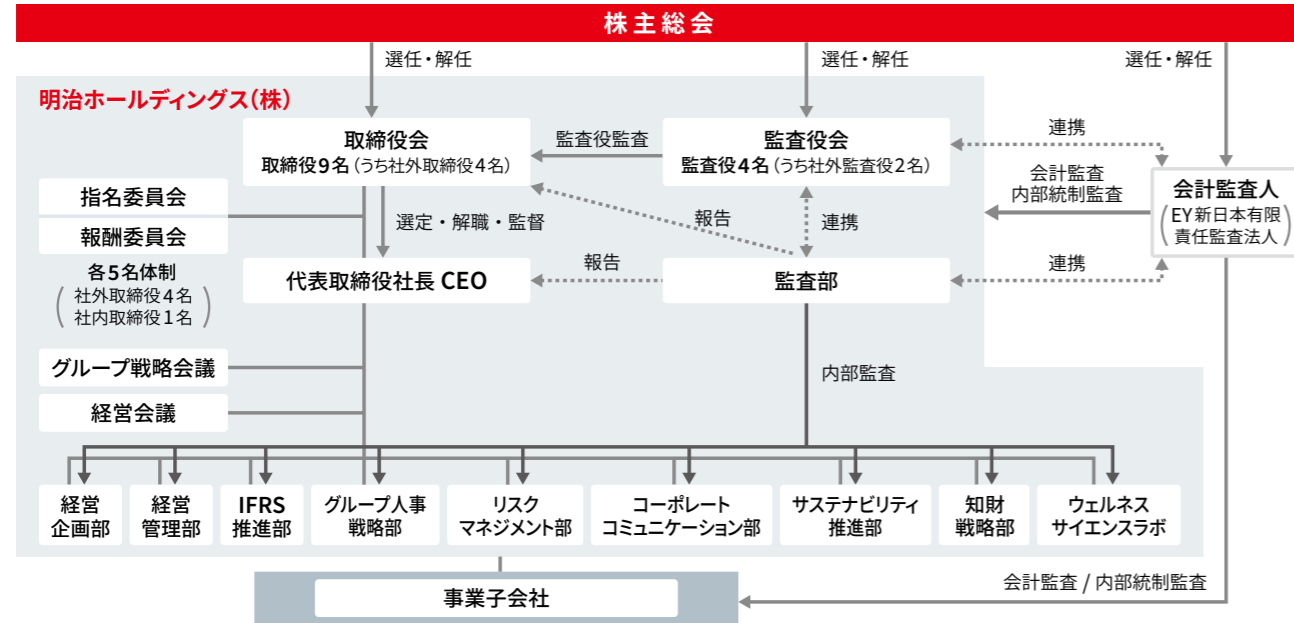 株主総会
選任・解任
選任・解任
選任・解任
明治ホールディングス(株)
取締役会
取締役9名(うち社外取締役4名)
監査役監査
監査役会
監査役4名(うち社外監査役2名)
連携
会計監査
内部統制監査
会計監査人
(EY新日本有限
責任監査法人)
指名委員会
報酬委員会
各5名体制
(社外取締役4名
社内取締役1名)
選定・解職・監督
報告
連携
代表取締役社長 CEO
報告
監査部
連携
グループ戦略会議
経営会議
内部監査
経営
企画部
経営
管理部
IFRS
推進部
グループ人事
戦略部
リスク
マネジメント部
コーポレート
コミュニケーション部
サステナビリティ
推進部
知財
戦略部
ウェルネス
サイエンスラボ
事業子会社
会計監査 / 内部統制監査